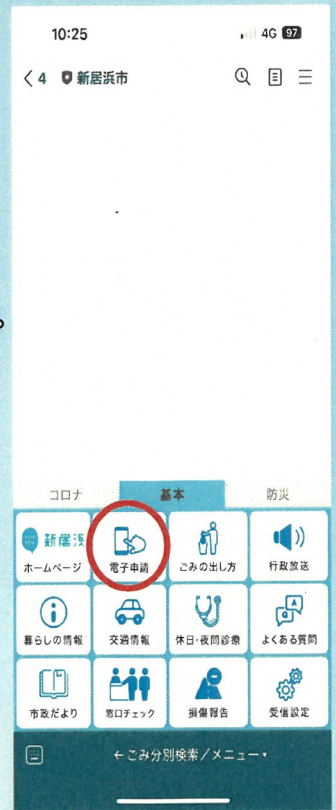 10:25 4G 97
4 新居浜市
コロナ 基本 防災
新居浜
ホームページ 電子申請 ごみの出し方 行政放送
暮らしの情報 交通情報 休日・夜間診療 よくある質問
市政だより 窓口チェック 損傷報告 受信設定
←ごみ分別検索/メニュー▾